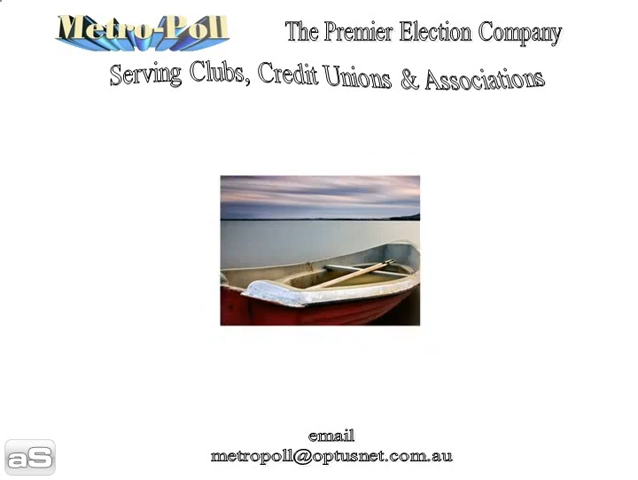 Metro-Poll The Premier Election Company
Serving Clubs, Credit Unions & Associations
email
metropoll@optusnet.com.au
aS